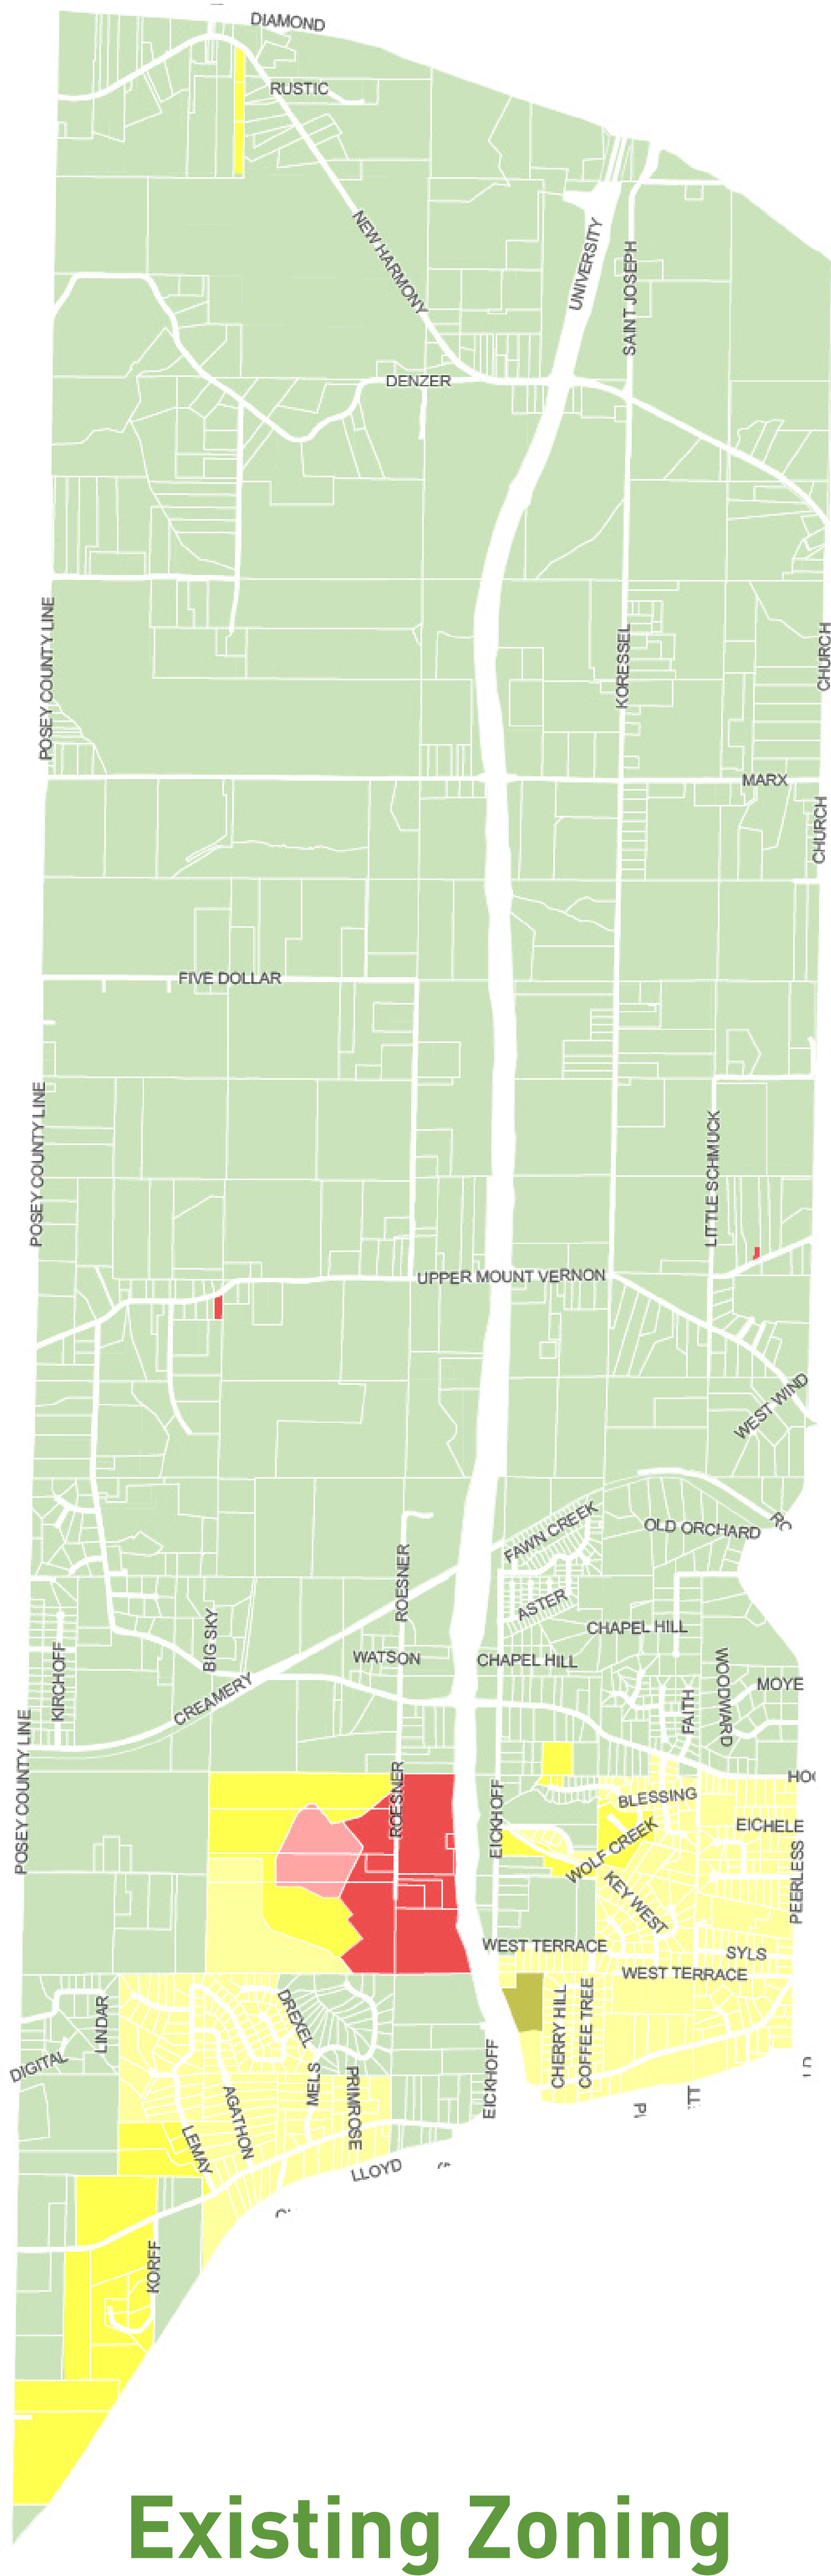 DIAMOND
RUSTIC
NEW HARMONY
UNIVERSITY
SAINT JOSEPH
DENZER
POSEY COUNTY LINE
KORESSEL
CHURCH
MARX
CHURCH
FIVE DOLLAR
POSEY COUNTY LINE
LITTLE SCHMUCK
UPPER MOUNT VERNON
WEST WIND
FAWN CREEK
OLD ORCHARD
RO
ROESNER
ASTER
BIG SKY
CHAPEL HILL
KIRCHOFF
WATSON
CHAPEL HILL
WOODWARD
MOYE
CREAMERY
FAITH
POSEY COUNTY LINE
ROESNER
EICKHOFF
HO
BLESSING
EICHELE
WOLF CREEK
PEERLESS
KEY WEST
WEST TERRACE
SYLS
WEST TERRACE
LINDAR
DREXEL
CHERRY HILL
COFFEE TREE
DIGITAL
MELS
PRIMROSE
EICKHOFF
AGATHON
LEMAY
LLOYD
KORFF
Existing Zoning